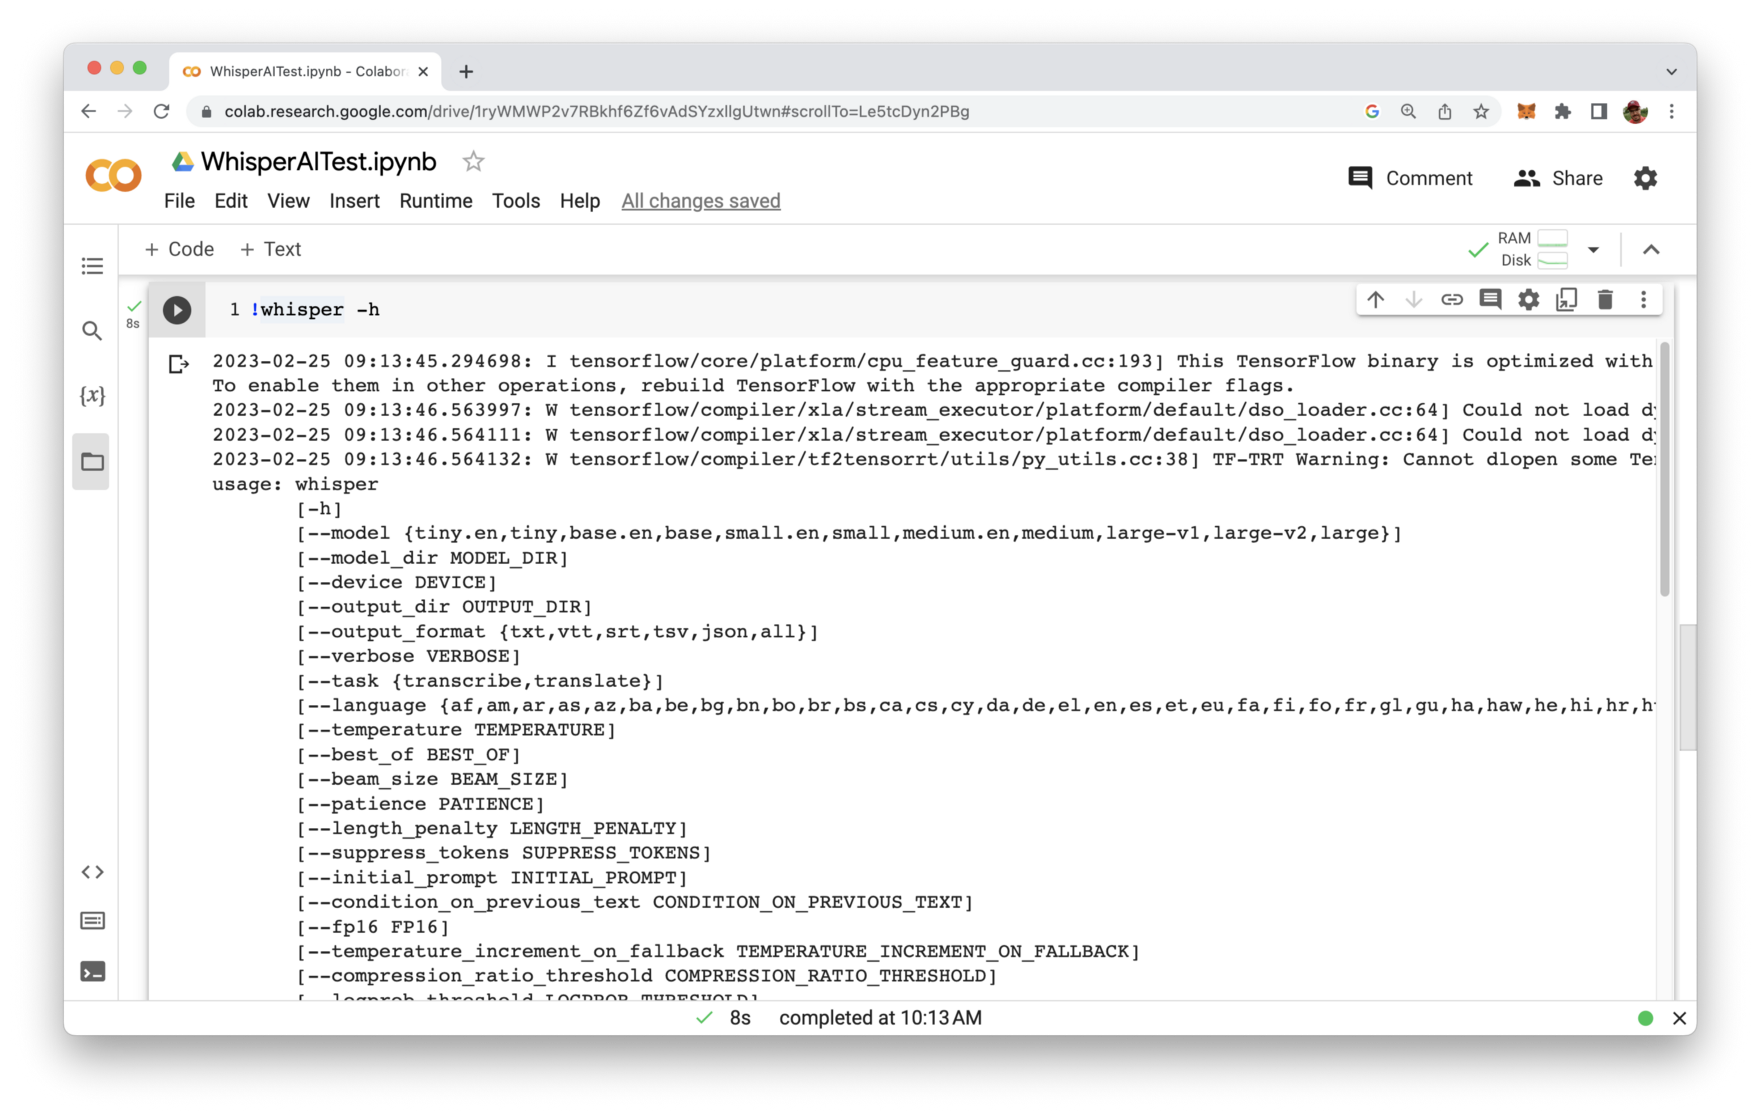 WhisperAITest.ipynb - Colabor
colab.research.google.com/drive/1ryWMWP2v7RBkhf6Zf6vAdSYzxlIgUtwn#scrollTo=Le5tcDyn2PBg
WhisperAITest.ipynb
Comment Share
File Edit View Insert Runtime Tools Help All changes saved
+ Code + Text
RAM
Disk
8s
1 !whisper -h
2023-02-25 09:13:45.294698: I tensorflow/core/platform/cpu_feature_guard.cc:193] This TensorFlow binary is optimized with
To enable them in other operations, rebuild TensorFlow with the appropriate compiler flags.
2023-02-25 09:13:46.563997: W tensorflow/compiler/xla/stream_executor/platform/default/dso_loader.cc:64] Could not load dy
2023-02-25 09:13:46.564111: W tensorflow/compiler/xla/stream_executor/platform/default/dso_loader.cc:64] Could not load dy
2023-02-25 09:13:46.564132: W tensorflow/compiler/tf2tensorrt/utils/py_utils.cc:38] TF-TRT Warning: Cannot dlopen some Te
usage: whisper
[-h]
[--model {tiny.en,tiny,base.en,base,small.en,small,medium.en,medium,large-v1,large-v2,large}]
[--model_dir MODEL_DIR]
[--device DEVICE]
[--output_dir OUTPUT_DIR]
[--output_format {txt,vtt,srt,tsv,json,all}]
[--verbose VERBOSE]
[--task {transcribe,translate}]
[--language {af,am,ar,as,az,ba,be,bg,bn,bo,br,bs,ca,cs,cy,da,de,el,en,es,et,eu,fa,fi,fo,fr,gl,gu,ha,haw,he,hi,hr,h
[--temperature TEMPERATURE]
[--best_of BEST_OF]
[--beam_size BEAM_SIZE]
[--patience PATIENCE]
[--length_penalty LENGTH_PENALTY]
[--suppress_tokens SUPPRESS_TOKENS]
[--initial_prompt INITIAL_PROMPT]
[--condition_on_previous_text CONDITION_ON_PREVIOUS_TEXT]
[--fp16 FP16]
[--temperature_increment_on_fallback TEMPERATURE_INCREMENT_ON_FALLBACK]
[--compression_ratio_threshold COMPRESSION_RATIO_THRESHOLD]
[--logprob_threshold LOGPROB_THRESHOLD]
8s completed at 10:13 AM